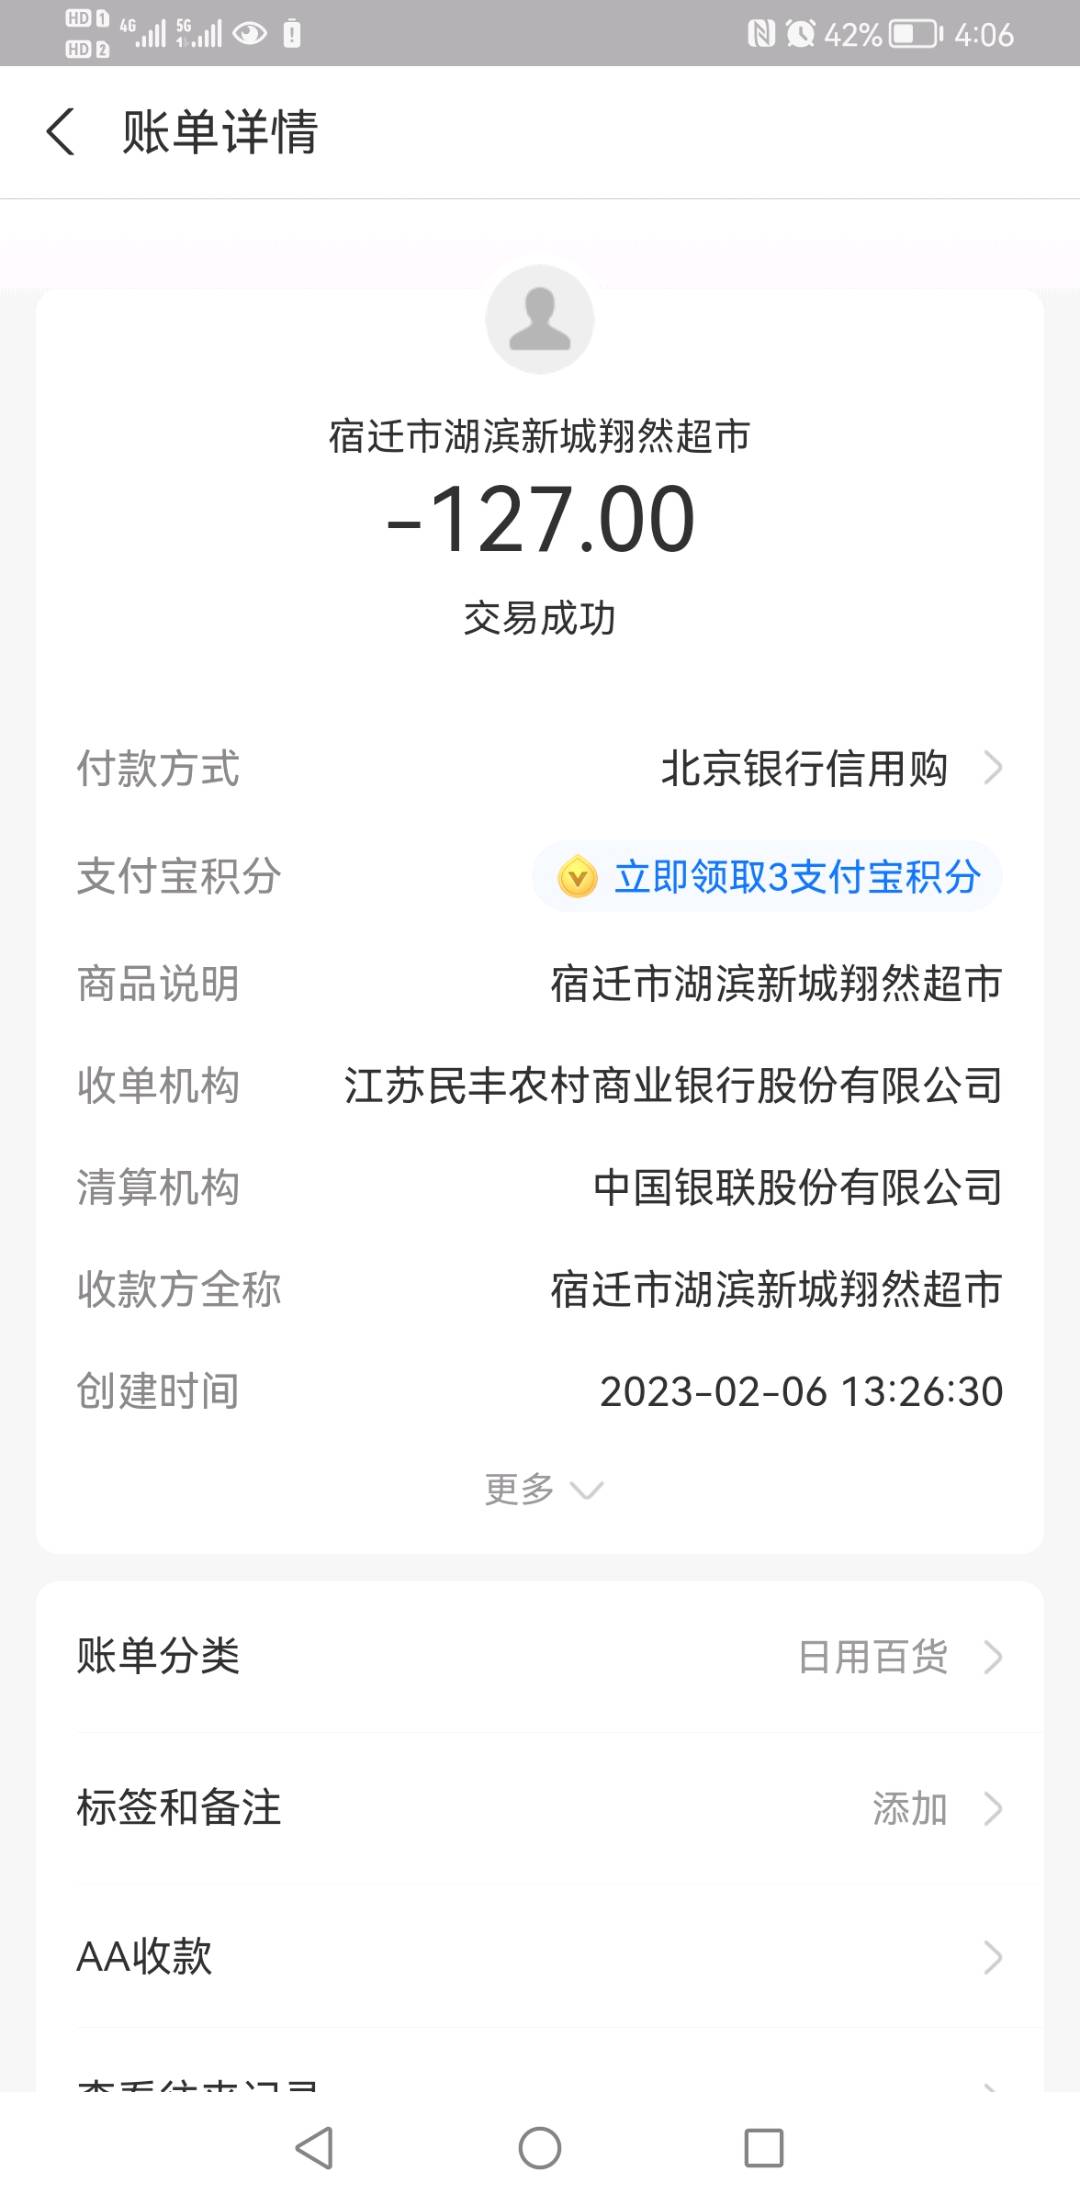 HD 1 4G 5G 42% 4:06
HD 2
账单详情
宿迁市湖滨新城翔然超市
-127.00
交易成功
付款方式 北京银行信用购
支付宝积分 立即领取3支付宝积分
商品说明 宿迁市湖滨新城翔然超市
收单机构 江苏民丰农村商业银行股份有限公司
清算机构 中国银联股份有限公司
收款方全称 宿迁市湖滨新城翔然超市
创建时间 2023-02-06 13:26:30
更多
账单分类 日用百货
标签和备注 添加
AA收款
查看往来记录